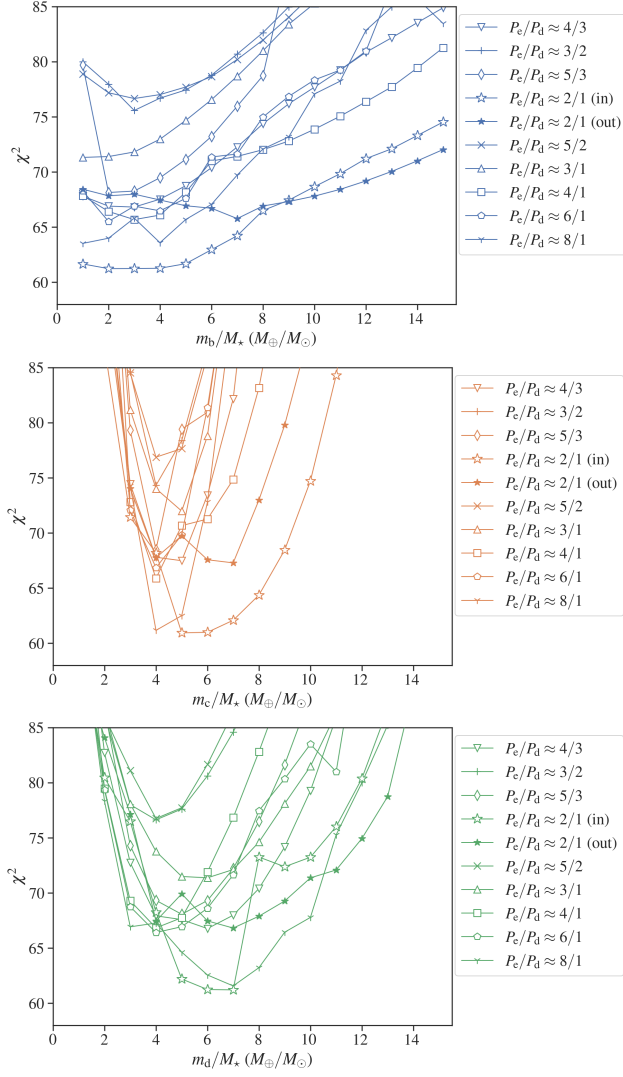 85
80
75
70
65
60
χ²
0 2 4 6 8 10 12 14
m_b/M_⋆ (M_⊕/M_⊙)
P_e/P_d ≈ 4/3
P_e/P_d ≈ 3/2
P_e/P_d ≈ 5/3
P_e/P_d ≈ 2/1 (in)
P_e/P_d ≈ 2/1 (out)
P_e/P_d ≈ 5/2
P_e/P_d ≈ 3/1
P_e/P_d ≈ 4/1
P_e/P_d ≈ 6/1
P_e/P_d ≈ 8/1
85
80
75
70
65
60
χ²
0 2 4 6 8 10 12 14
m_c/M_⋆ (M_⊕/M_⊙)
P_e/P_d ≈ 4/3
P_e/P_d ≈ 3/2
P_e/P_d ≈ 5/3
P_e/P_d ≈ 2/1 (in)
P_e/P_d ≈ 2/1 (out)
P_e/P_d ≈ 5/2
P_e/P_d ≈ 3/1
P_e/P_d ≈ 4/1
P_e/P_d ≈ 6/1
P_e/P_d ≈ 8/1
85
80
75
70
65
60
χ²
0 2 4 6 8 10 12 14
m_d/M_⋆ (M_⊕/M_⊙)
P_e/P_d ≈ 4/3
P_e/P_d ≈ 3/2
P_e/P_d ≈ 5/3
P_e/P_d ≈ 2/1 (in)
P_e/P_d ≈ 2/1 (out)
P_e/P_d ≈ 5/2
P_e/P_d ≈ 3/1
P_e/P_d ≈ 4/1
P_e/P_d ≈ 6/1
P_e/P_d ≈ 8/1